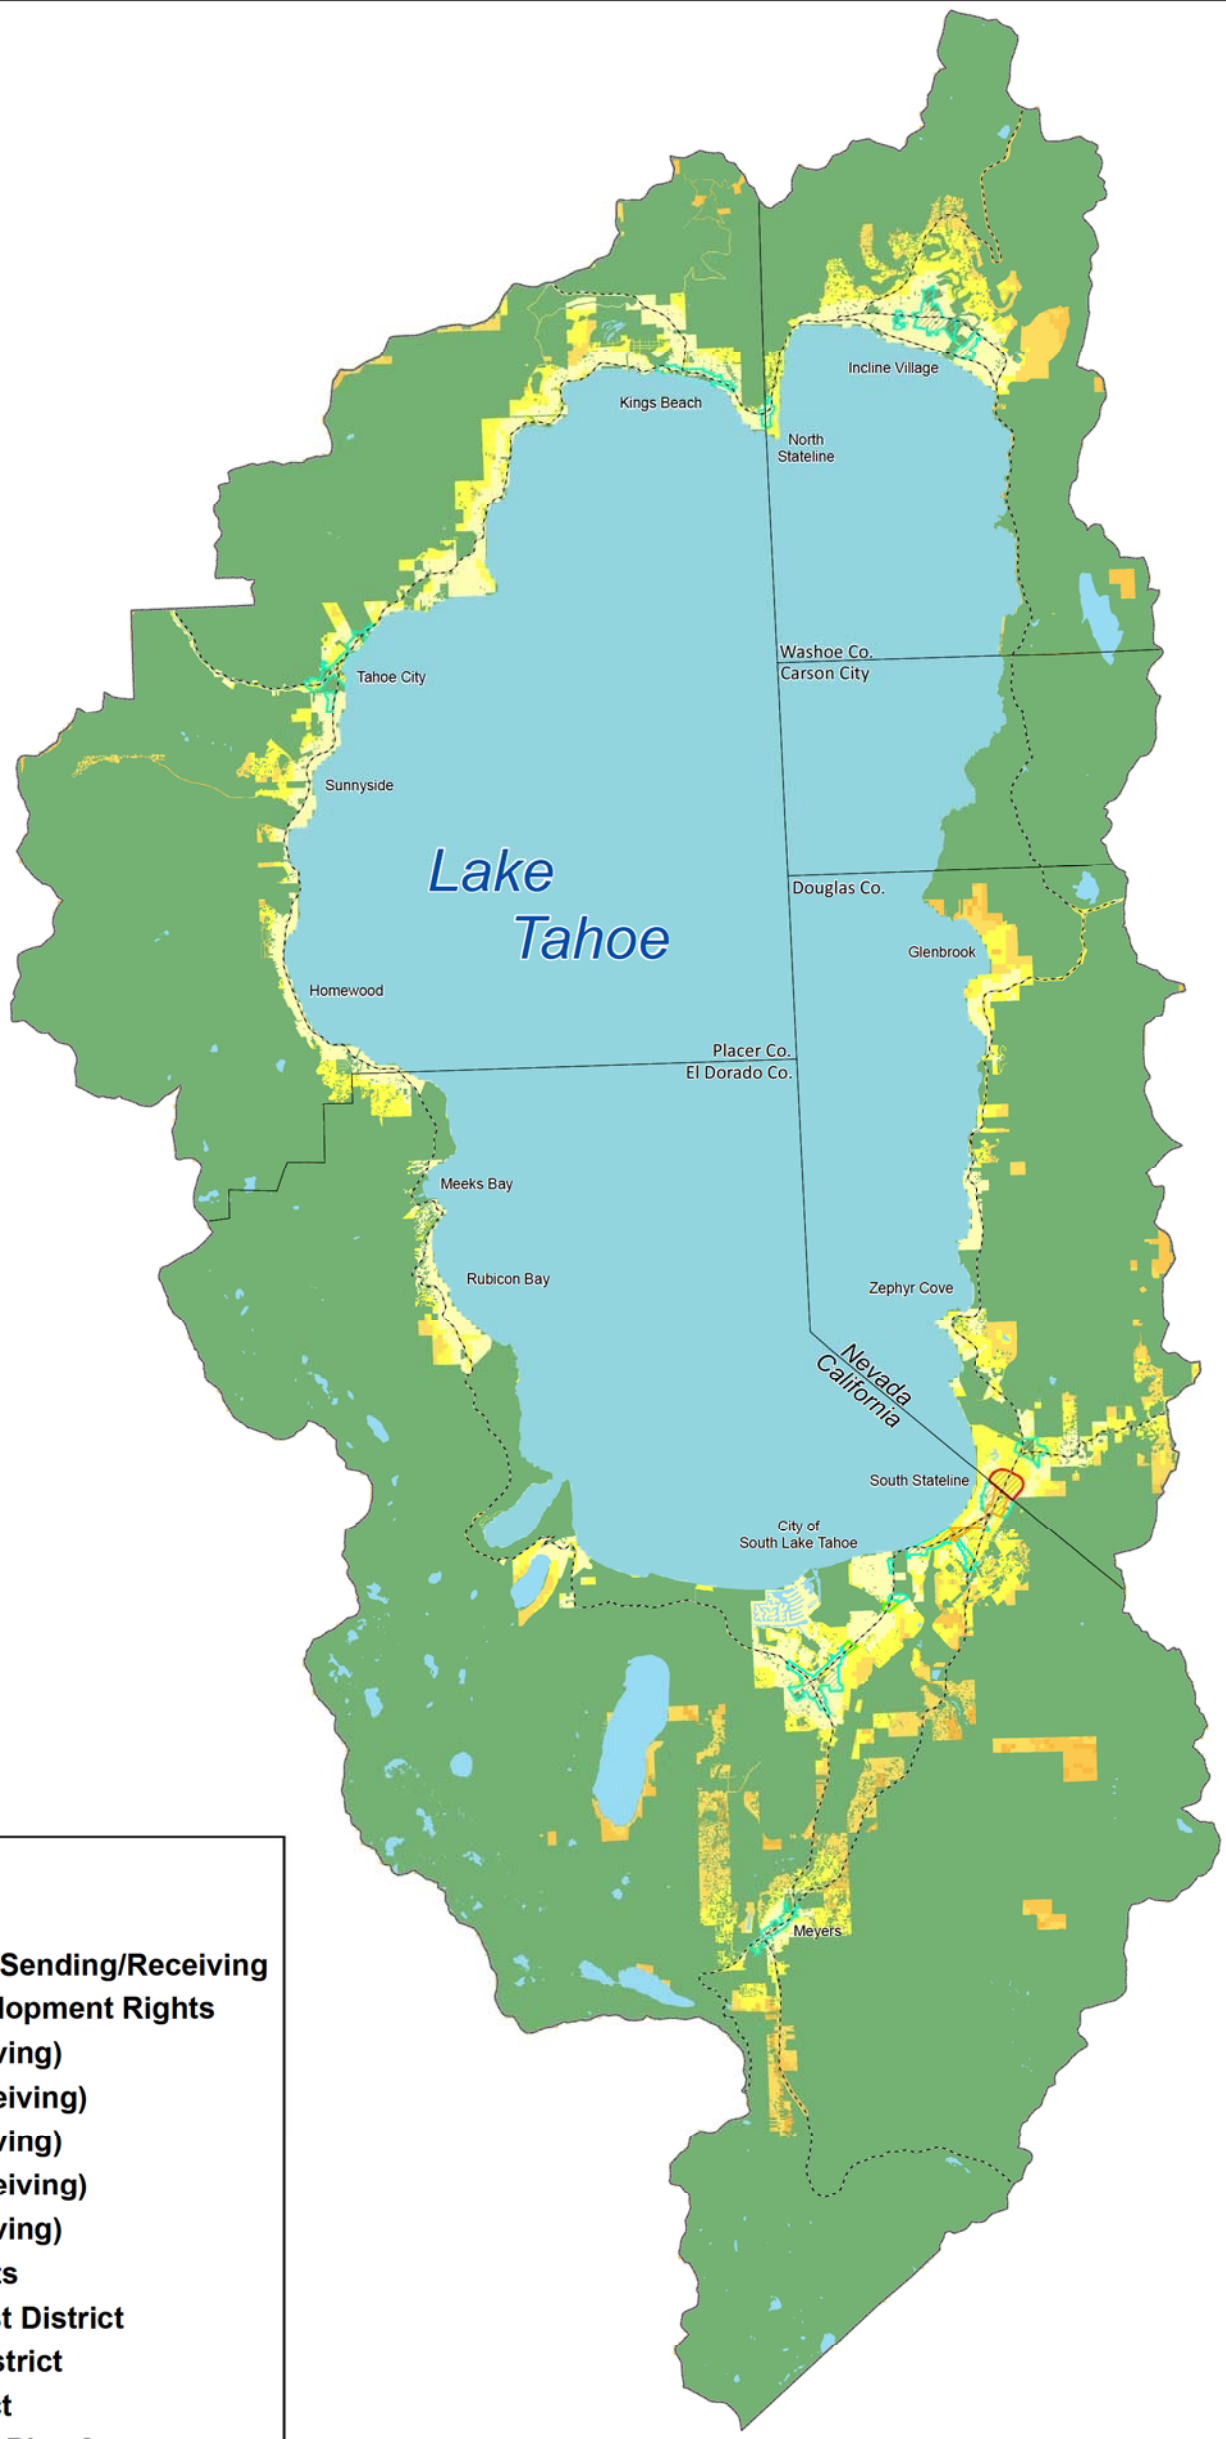 Incline Village
Kings Beach
North
Stateline
Washoe Co.
Carson City
Tahoe City
Sunnyside
Lake
Tahoe
Douglas Co.
Glenbrook
Homewood
Placer Co.
El Dorado Co.
Meeks Bay
Rubicon Bay
Zephyr Cove
Nevada
California
South Stateline
City of
South Lake Tahoe
Meyers
Sending/Receiving
lopment Rights
ving)
eiving)
ving)
eiving)
ving)
ts
t District
strict
ct